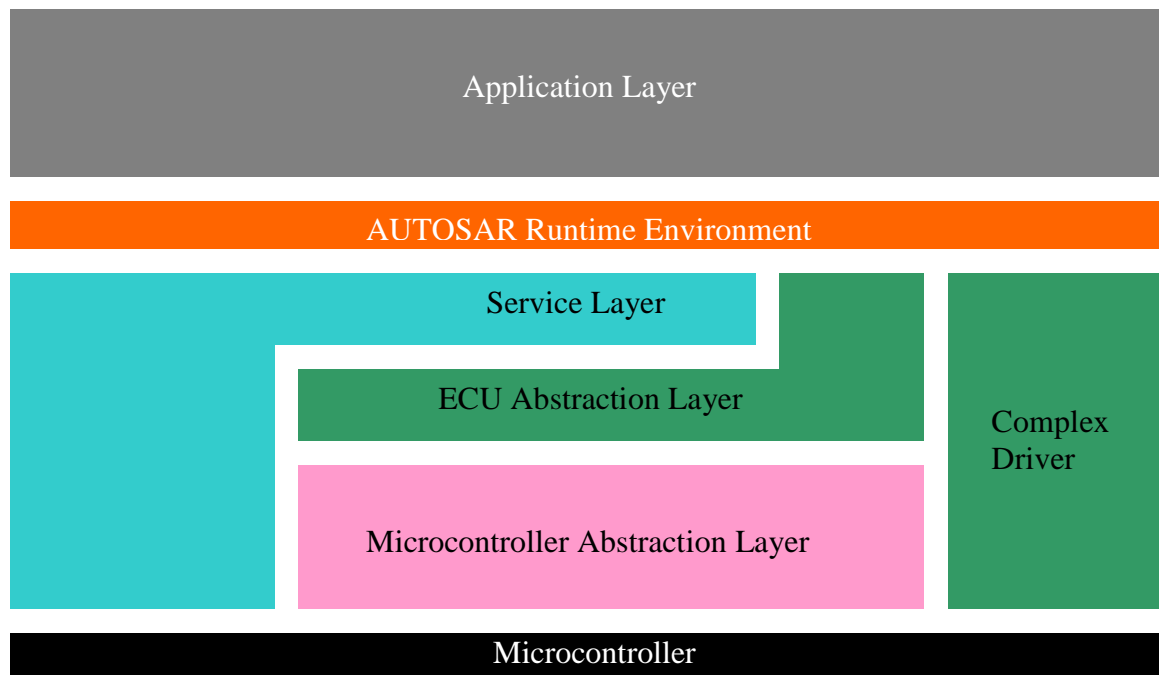 Application Layer
AUTOSAR Runtime Environment
Service Layer
ECU Abstraction Layer
Complex
Driver
Microcontroller Abstraction Layer
Microcontroller